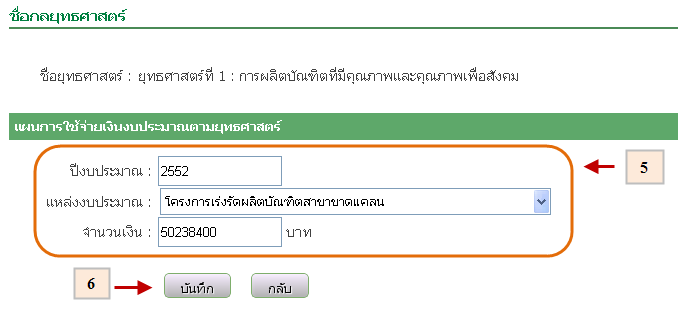 ชื่อกลยุทธศาสตร์
ชื่อยุทธศาสตร์ : ยุทธศาสตร์ที่ 1 : การผลิตบัณฑิตที่มีคุณภาพและคุณภาพเพื่อสังคม
แผนการใช้จ่ายเงินงบประมาณตามยุทธศาสตร์
ปีงบประมาณ : 2552
5
แหล่งงบประมาณ : โครงการเร่งรัดผลิตบัณฑิตสาขาขาดแคลน
จำนวนเงิน : 50238400 บาท
6
บันทึก กลับ